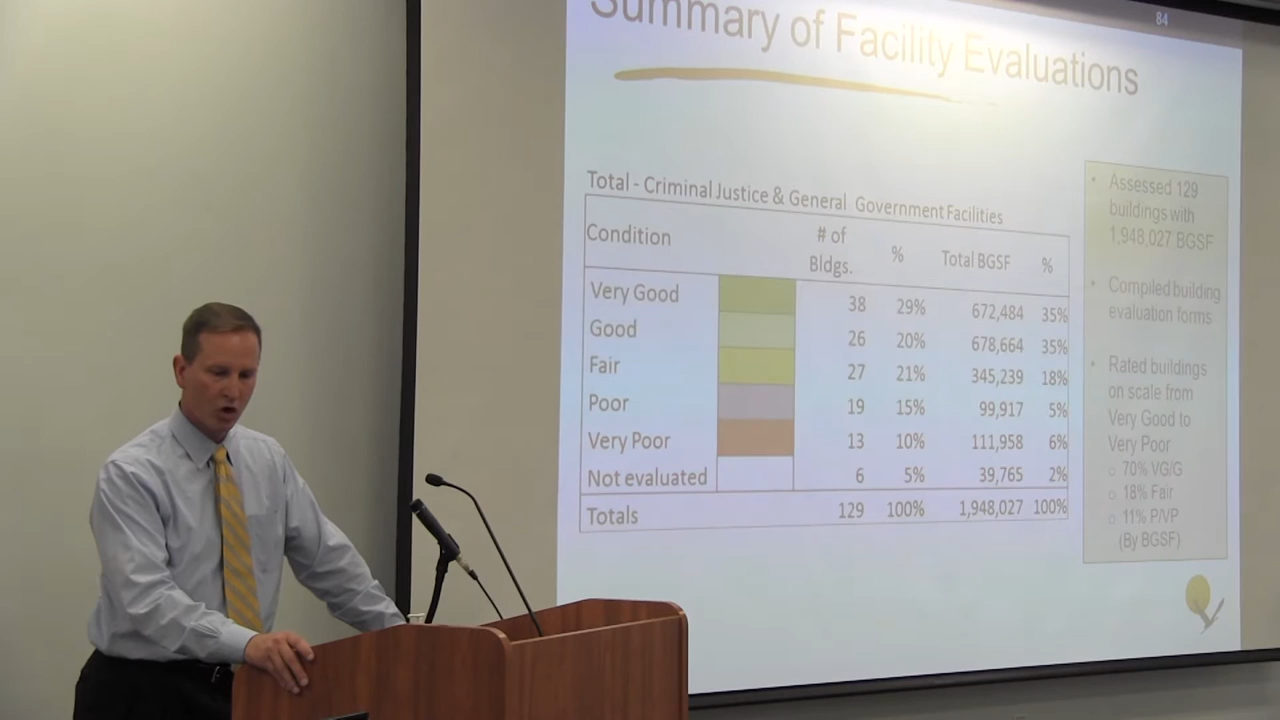 84
Summary of Facility Evaluations
Total - Criminal Justice & General Government Facilities
Condition # of Bldgs. % Total BGSF %
Very Good 38 29% 672,484 35%
Good 26 20% 678,664 35%
Fair 27 21% 345,239 18%
Poor 19 15% 99,917 5%
Very Poor 13 10% 111,958 6%
Not evaluated 6 5% 39,765 2%
Totals 129 100% 1,948,027 100%
• Assessed 129
buildings with
1,948,027 BGSF
• Compiled building
evaluation forms
• Rated buildings
on scale from
Very Good to
Very Poor
o 70% VG/G
o 18% Fair
o 11% P/VP
(By BGSF)